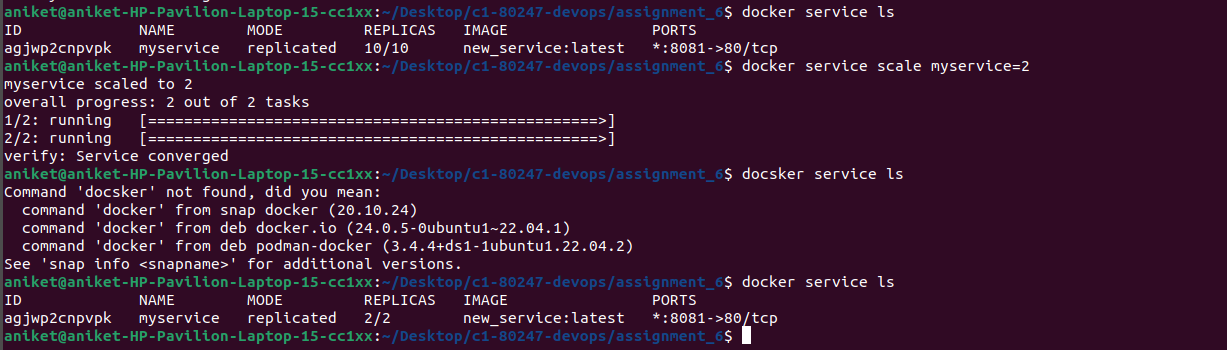 aniket@aniket-HP-Pavilion-Laptop-15-cc1xx:~/Desktop/c1-80247-devops/assignment_6$ docker service ls
ID             NAME        MODE         REPLICAS   IMAGE                PORTS
agjwp2cnpvpk   myservice   replicated   10/10      new_service:latest   *:8081->80/tcp
aniket@aniket-HP-Pavilion-Laptop-15-cc1xx:~/Desktop/c1-80247-devops/assignment_6$ docker service scale myservice=2
myservice scaled to 2
overall progress: 2 out of 2 tasks
1/2: running   [==================================================>]
2/2: running   [==================================================>]
verify: Service converged
aniket@aniket-HP-Pavilion-Laptop-15-cc1xx:~/Desktop/c1-80247-devops/assignment_6$ docsker service ls
Command 'docsker' not found, did you mean:
  command 'docker' from snap docker (20.10.24)
  command 'docker' from deb docker.io (24.0.5-0ubuntu1~22.04.1)
  command 'docker' from deb podman-docker (3.4.4+ds1-1ubuntu1.22.04.2)
See 'snap info <snapname>' for additional versions.
aniket@aniket-HP-Pavilion-Laptop-15-cc1xx:~/Desktop/c1-80247-devops/assignment_6$ docker service ls
ID             NAME        MODE         REPLICAS   IMAGE                PORTS
agjwp2cnpvpk   myservice   replicated   2/2        new_service:latest   *:8081->80/tcp
aniket@aniket-HP-Pavilion-Laptop-15-cc1xx:~/Desktop/c1-80247-devops/assignment_6$